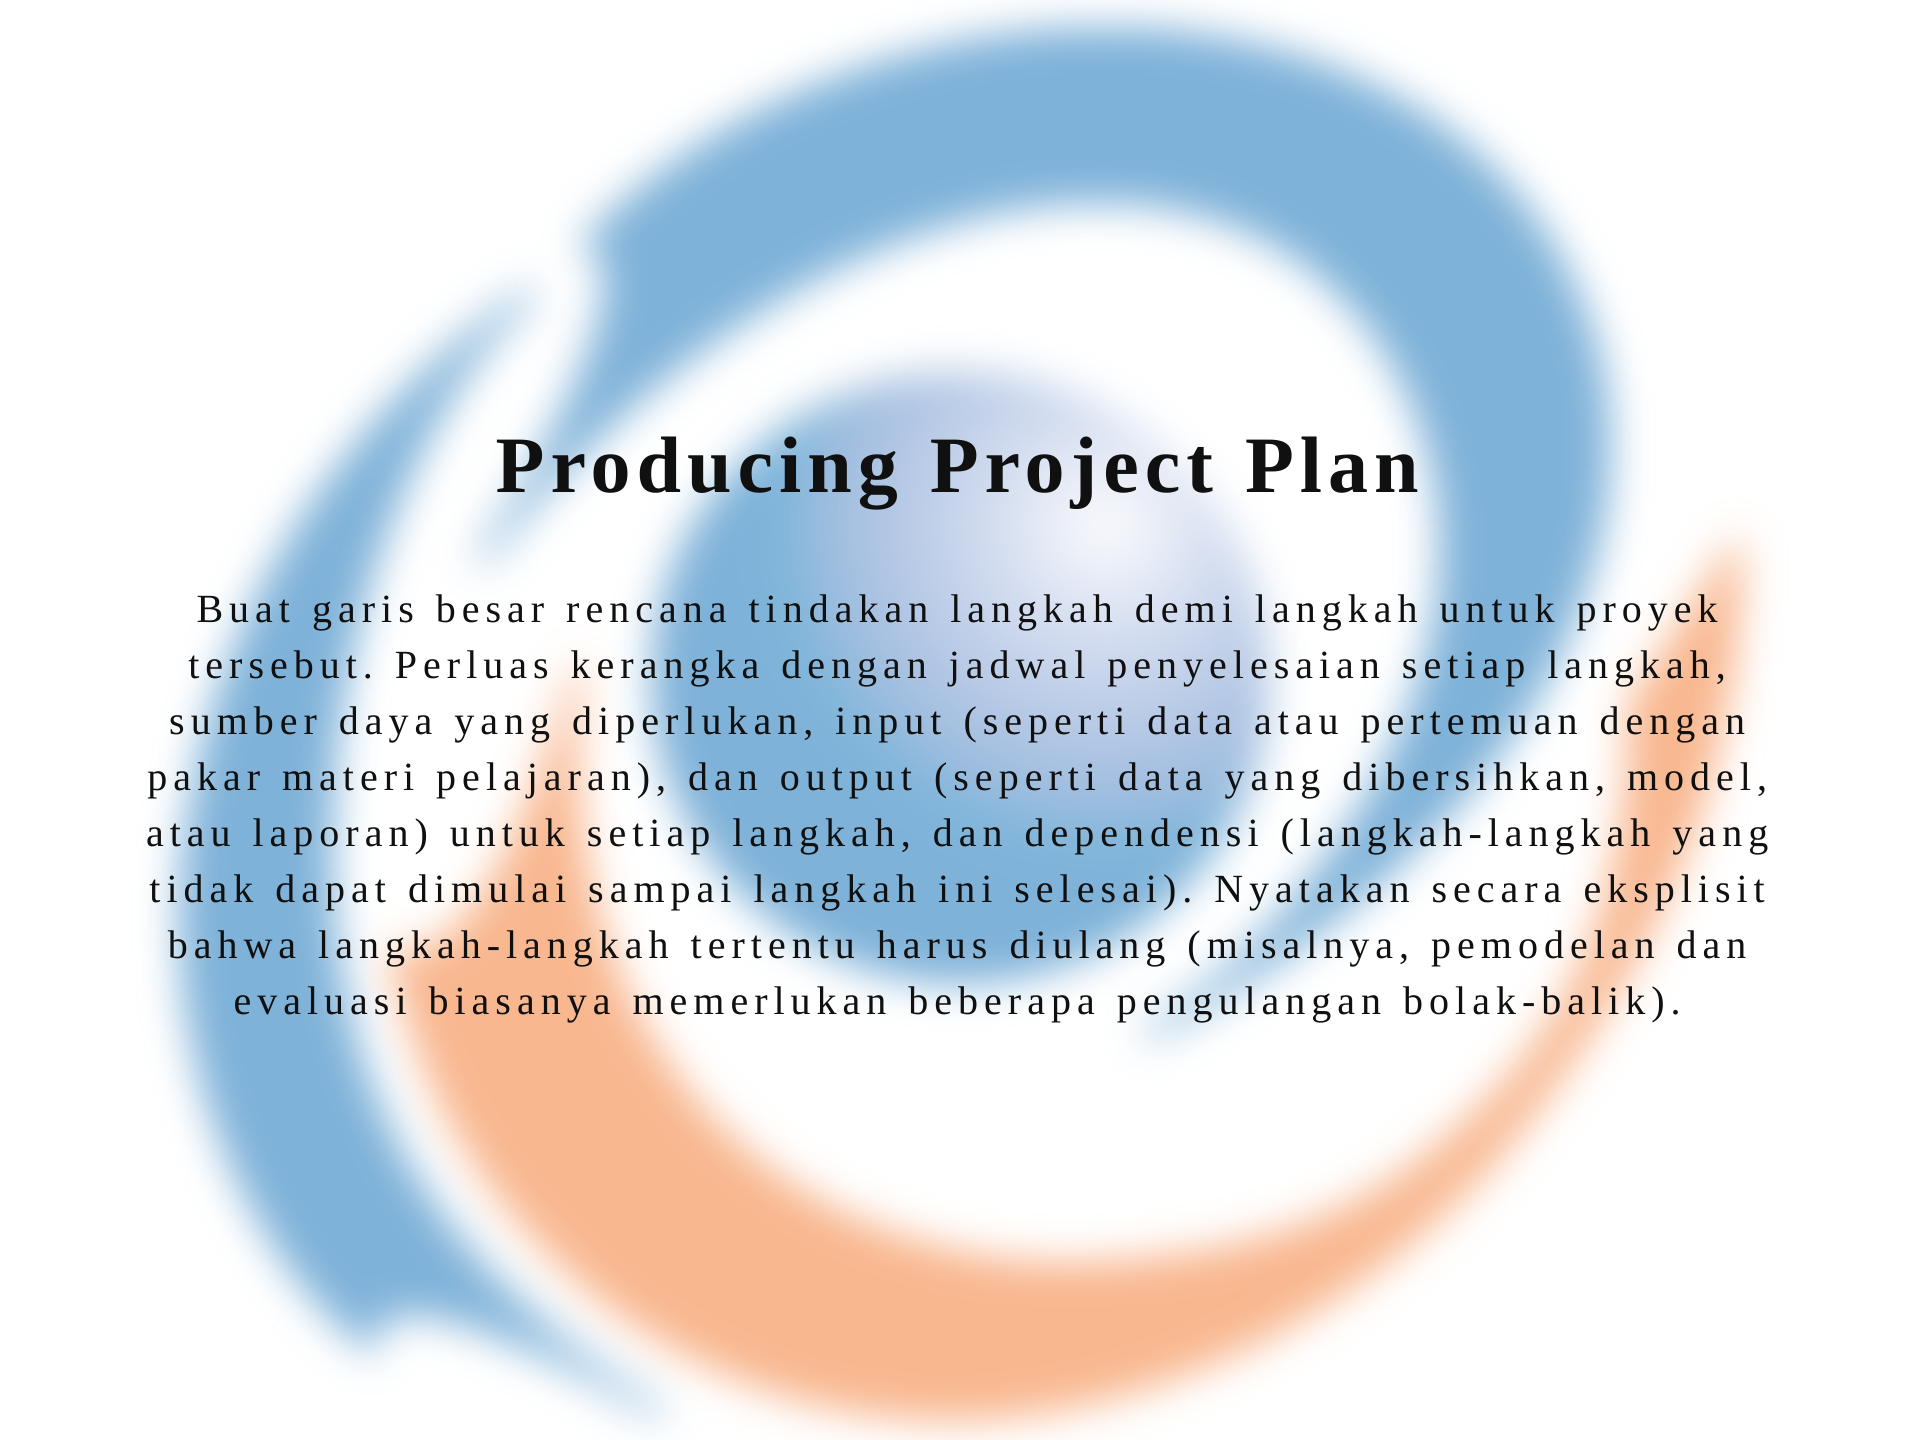 Producing Project Plan
Buat garis besar rencana tindakan langkah demi langkah untuk proyek
tersebut. Perluas kerangka dengan jadwal penyelesaian setiap langkah,
sumber daya yang diperlukan, input (seperti data atau pertemuan dengan
pakar materi pelajaran), dan output (seperti data yang dibersihkan, model,
atau laporan) untuk setiap langkah, dan dependensi (langkah-langkah yang
tidak dapat dimulai sampai langkah ini selesai). Nyatakan secara eksplisit
bahwa langkah-langkah tertentu harus diulang (misalnya, pemodelan dan
evaluasi biasanya memerlukan beberapa pengulangan bolak-balik).